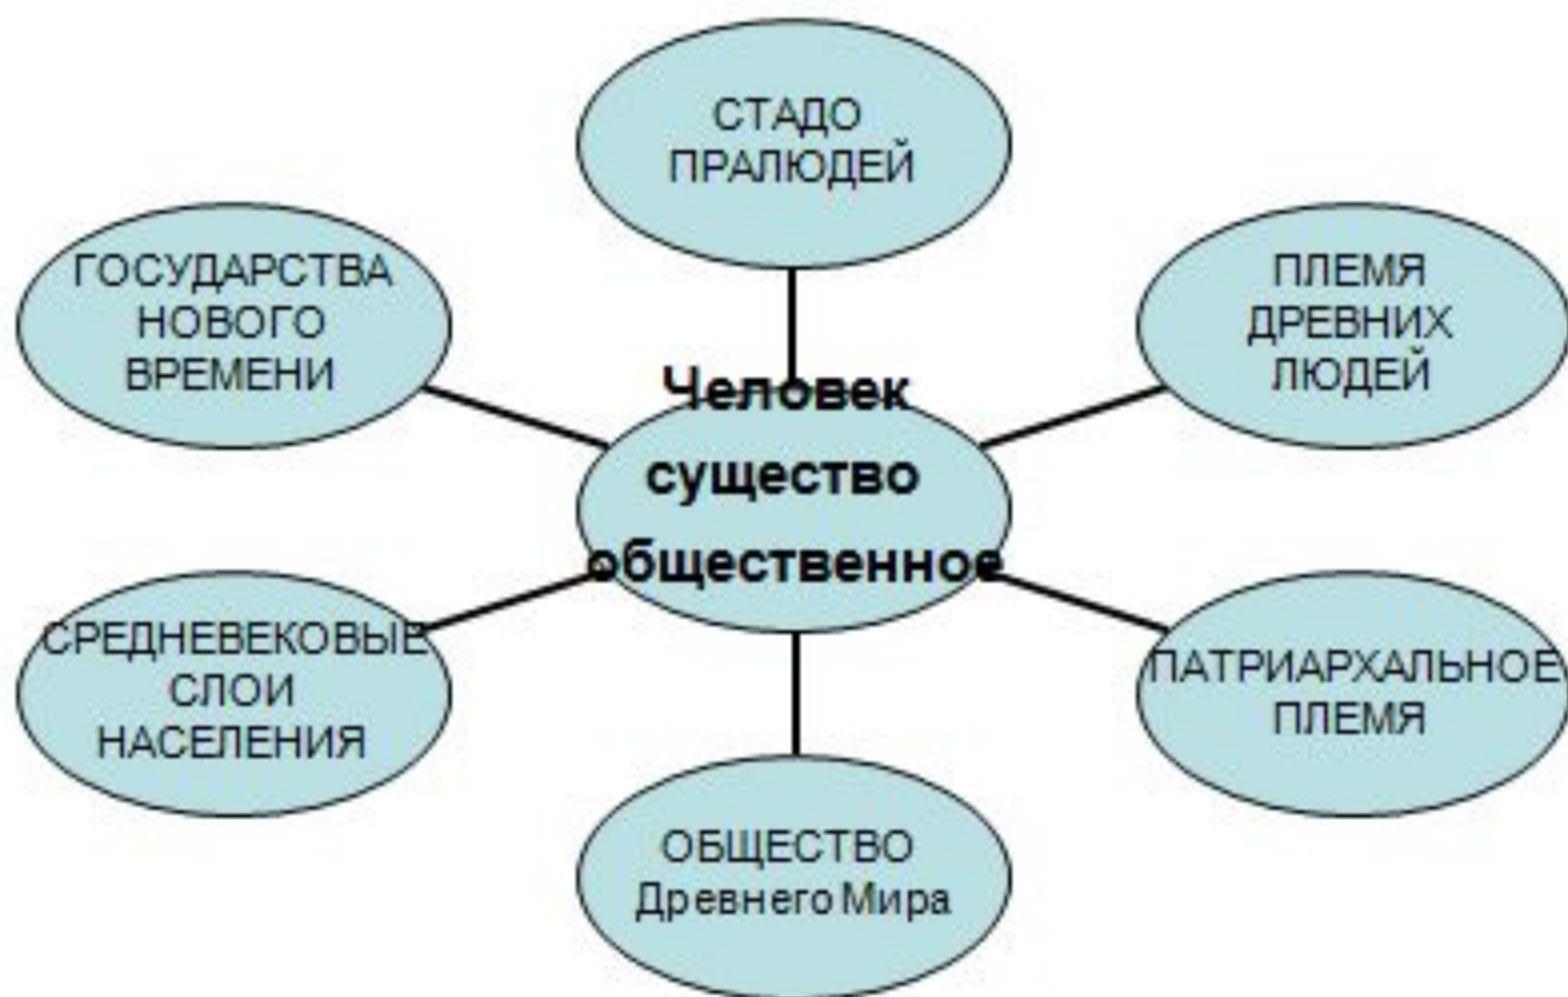 СТАДО
ПРАЛЮДЕЙ
ГОСУДАРСТВА
НОВОГО
ВРЕМЕНИ
ПЛЕМЯ
ДРЕВНИХ
ЛЮДЕЙ
Человек
существо
общественное
СРЕДНЕВЕКОВЫЕ
СЛОИ
НАСЕЛЕНИЯ
ПАТРИАРХАЛЬНОЕ
ПЛЕМЯ
ОБЩЕСТВО
Древнего Мира